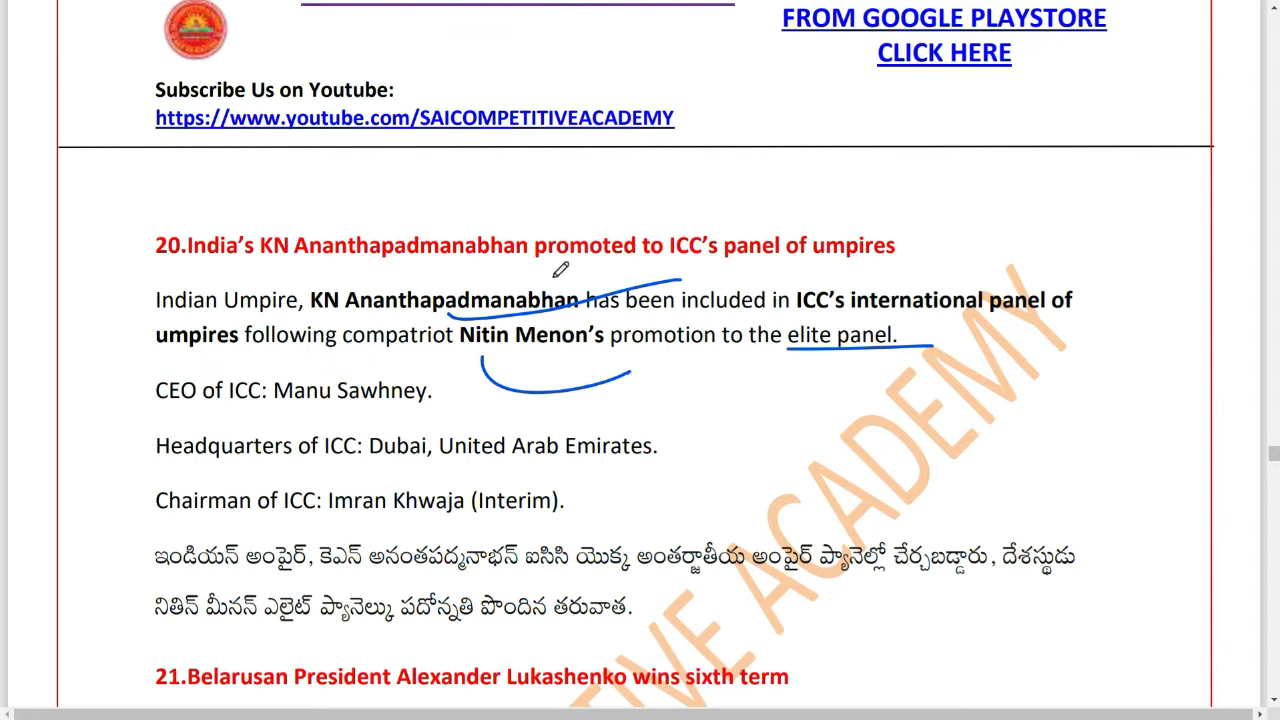 FROM GOOGLE PLAYSTORE
CLICK HERE
Subscribe Us on Youtube:
https://www.youtube.com/SAICOMPETITIVEACADEMY
20.India’s KN Ananthapadmanabhan promoted to ICC’s panel of umpires
Indian Umpire, KN Ananthapadmanabhan has been included in ICC’s international panel of
umpires following compatriot Nitin Menon’s promotion to the elite panel.
CEO of ICC: Manu Sawhney.
Headquarters of ICC: Dubai, United Arab Emirates.
Chairman of ICC: Imran Khwaja (Interim).
ఇండియన్ అంపైర్, కెఎన్ అనంతపద్మనాభన్ ఐసిసి యొక్క అంతర్జాతీయ అంపైర్ ప్యానెల్లో చేర్చబడ్డారు, దేశస్థుడు
నితిన్ మీనన్ ఎలైట్ ప్యానెల్కు పదోన్నతి పొందిన తరువాత.
21.Belarusan President Alexander Lukashenko wins sixth term
TIVE ACADEMY